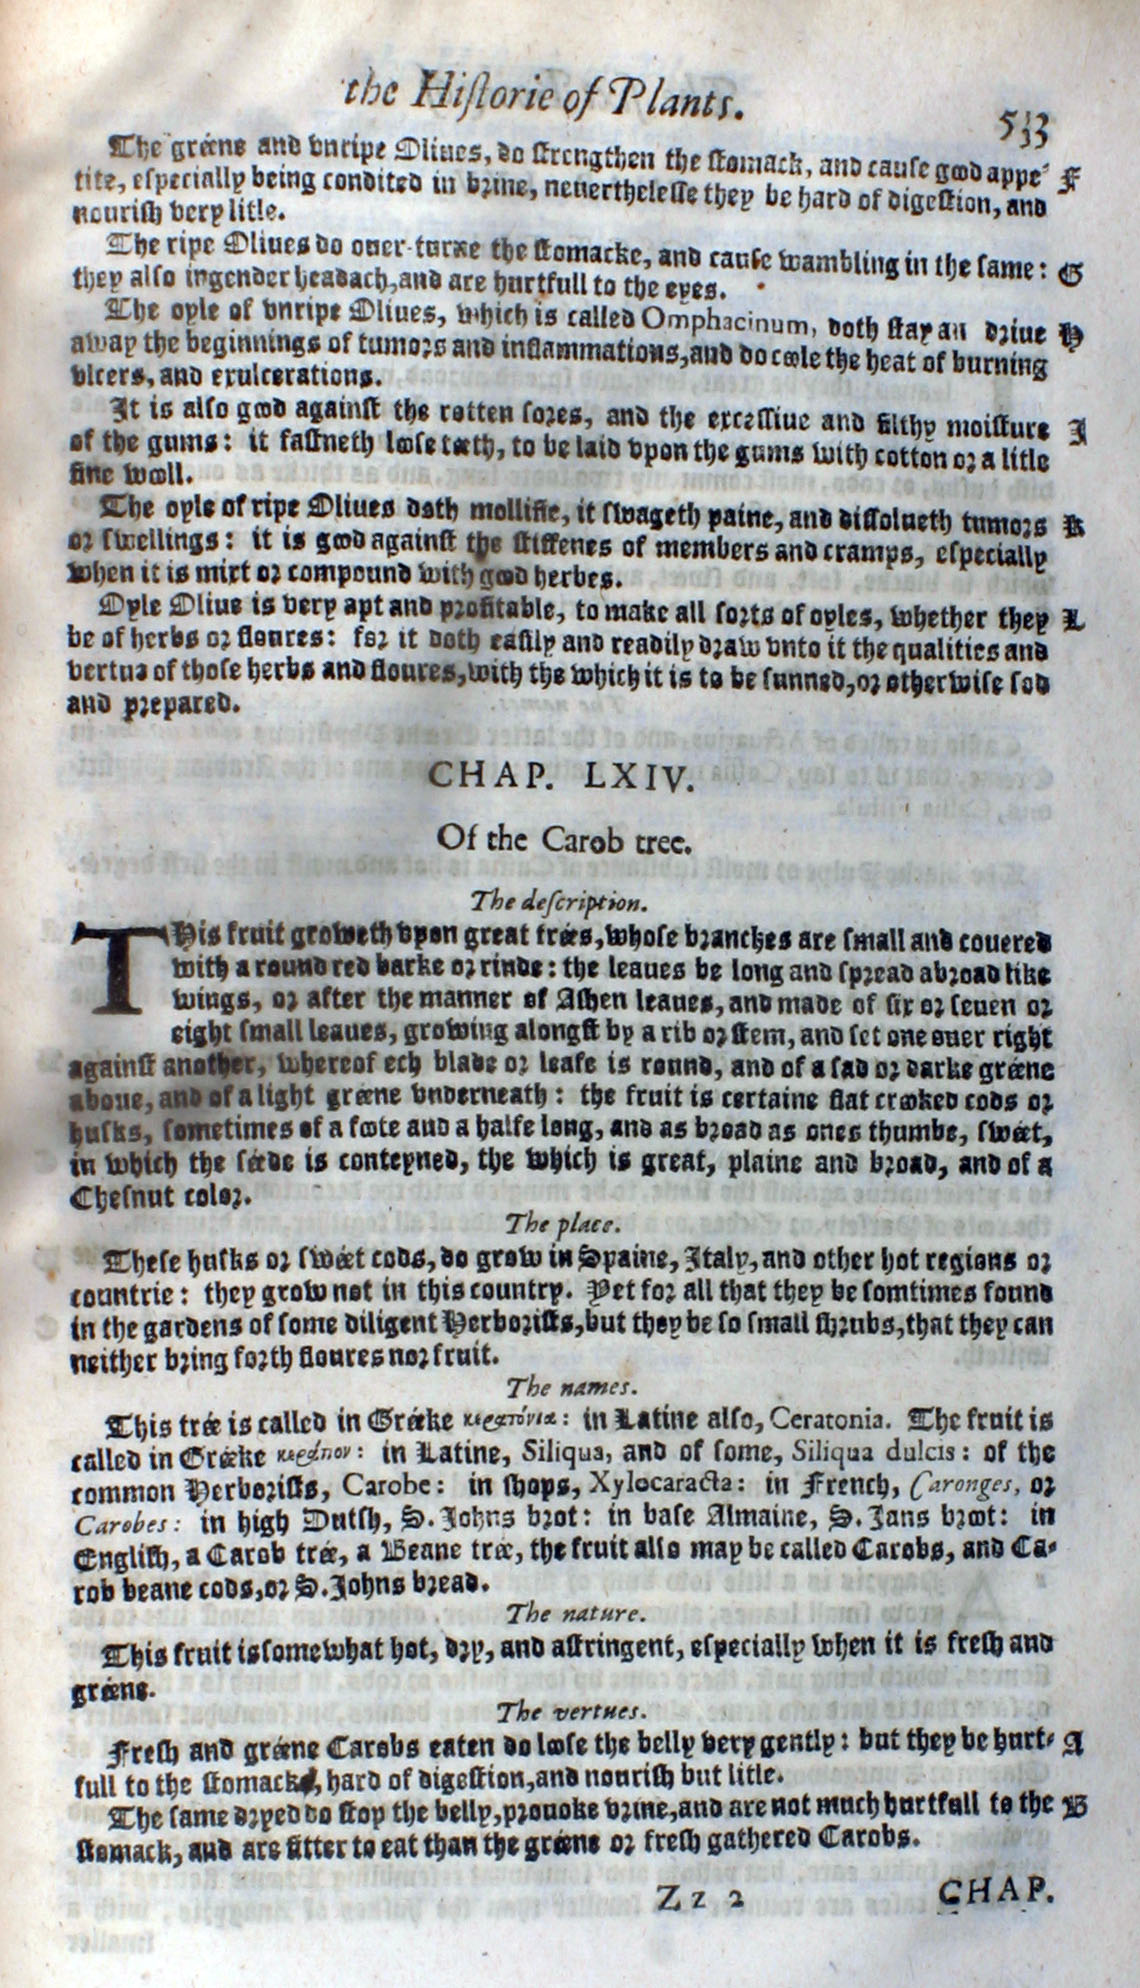 the Hiſtorie of Plants.
533
The gréene and vnripe Oliues, do ſtrengthen the ſtomack, and cauſe good appe- F
tite, eſpecially being condited in brine, neuertheleſſe they be hard of digeſtion, and
nouriſh very litle.
The ripe Oliues do ouer-turne the ſtomacke, and cauſe wambling in the ſame: G
they alſo ingender headach, and are hurtfull to the eyes.
The oyle of vnripe Oliues, which is called Omphacinum, doth ſtay an driue H
away the beginnings of tumors and inflammations, and do coole the heat of burning
vlcers, and exulcerations.
It is alſo good againſt the rotten ſores, and the exceſſiue and filthy moiſture I
of the gums: it faſtneth looſe téeth, to be laid vpon the gums with cotton or a litle
fine wooll.
The oyle of ripe Oliues doth mollifie, it ſwageth paine, and diſſolueth tumors K
or ſwellings: it is good againſt the ſtiffenes of members and cramps, eſpecially
when it is mixt or compound with good herbes.
Oyle Oliue is very apt and profitable, to make all ſorts of oyles, whether they L
be of herbs or floures: for it doth eaſily and readily draw vnto it the qualities and
vertue of thoſe herbs and floures, with the which it is to be ſunned, or otherwiſe ſod
and prepared.
CHAP. LXIV.
Of the Carob tree.
The deſcription.
THis fruit groweth vpon great trées, whoſe branches are ſmall and couered
with a round red barke or rinde: the leaues be long and ſpread abroad like
wings, or after the manner of Aſhen leaues, and made of ſix or ſeuen or
eight ſmall leaues, growing alongſt by a rib or ſtem, and ſet one ouer right
againſt another, whereof ech blade or leafe is round, and of a ſad or darke gréene
aboue, and of a light gréene vnderneath: the fruit is certaine flat crooked cods or
huſks, ſometimes of a foote and a halfe long, and as broad as ones thumbe, ſwéet,
in which the ſéede is conteyned, the which is great, plaine and broad, and of a
Cheſnut color.
The place.
Theſe huſks or ſwéet cods, do grow in Spaine, Italy, and other hot regions or
countrie: they grow not in this country. Yet for all that they be ſomtimes found
in the gardens of ſome diligent Herboriſts, but they be ſo ſmall ſhrubs, that they can
neither bring forth floures nor fruit.
The names.
This trée is called in Gréeke κερατόνια: in Latine alſo, Ceratonia. The fruit is
called in Gréeke κεράτιον: in Latine, Siliqua, and of ſome, Siliqua dulcis: of the
common Herboriſts, Carobe: in ſhops, Xylocaracta: in French, Caronges, or
Carobes: in high Dutſh, S. Johns brot: in baſe Almaine, S. Jans broot: in
Engliſh, a Carob trée, a Beane trée, the fruit alſo may be called Carobs, and Ca-
rob beane cods, or S. Johns bread.
The nature.
This fruit is ſomewhat hot, dry, and aſtringent, eſpecially when it is freſh and
gréene.
The vertues.
Freſh and gréene Carobs eaten do looſe the belly very gently: but they be hurt- A
full to the ſtomacke, hard of digeſtion, and nouriſh but litle.
The ſame dryed do ſtop the belly, prouoke vrine, and are not much hurtfull to the B
ſtomack, and are fitter to eat than the gréene or freſh gathered Carobs.
Zz 2
CHAP.